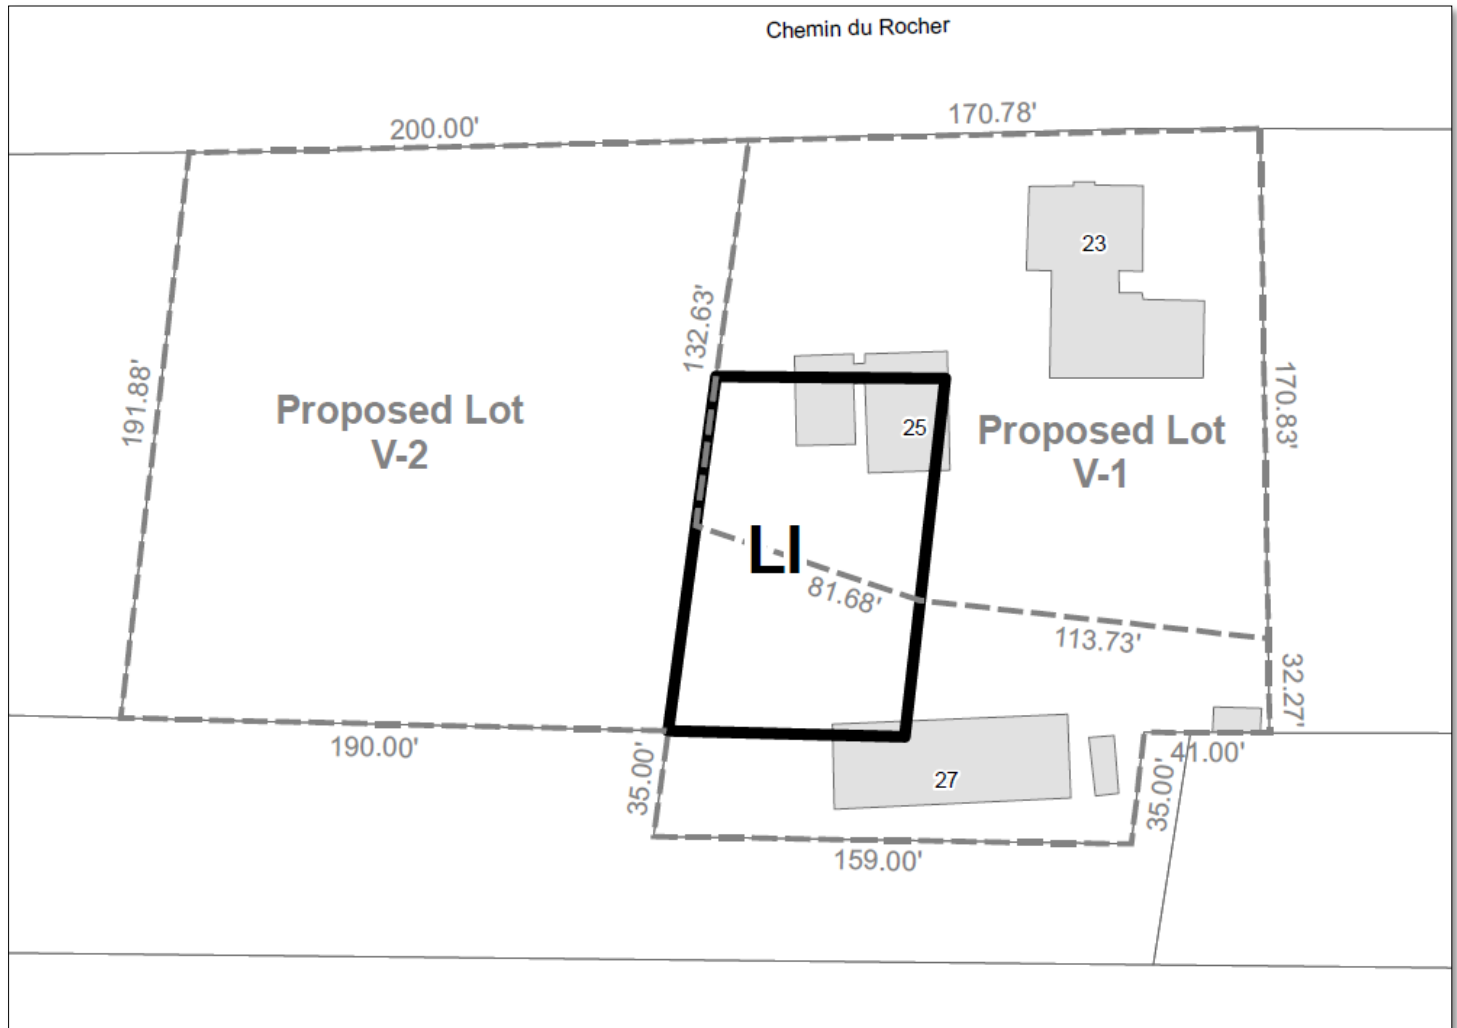 Chemin du Rocher
200.00'
170.78'
23
132.63'
191.88'
170.83'
Proposed Lot
V-2
25
Proposed Lot
V-1
LI
81.68'
113.73'
32.27'
190.00'
35.00'
27
35.00'
41.00'
159.00'